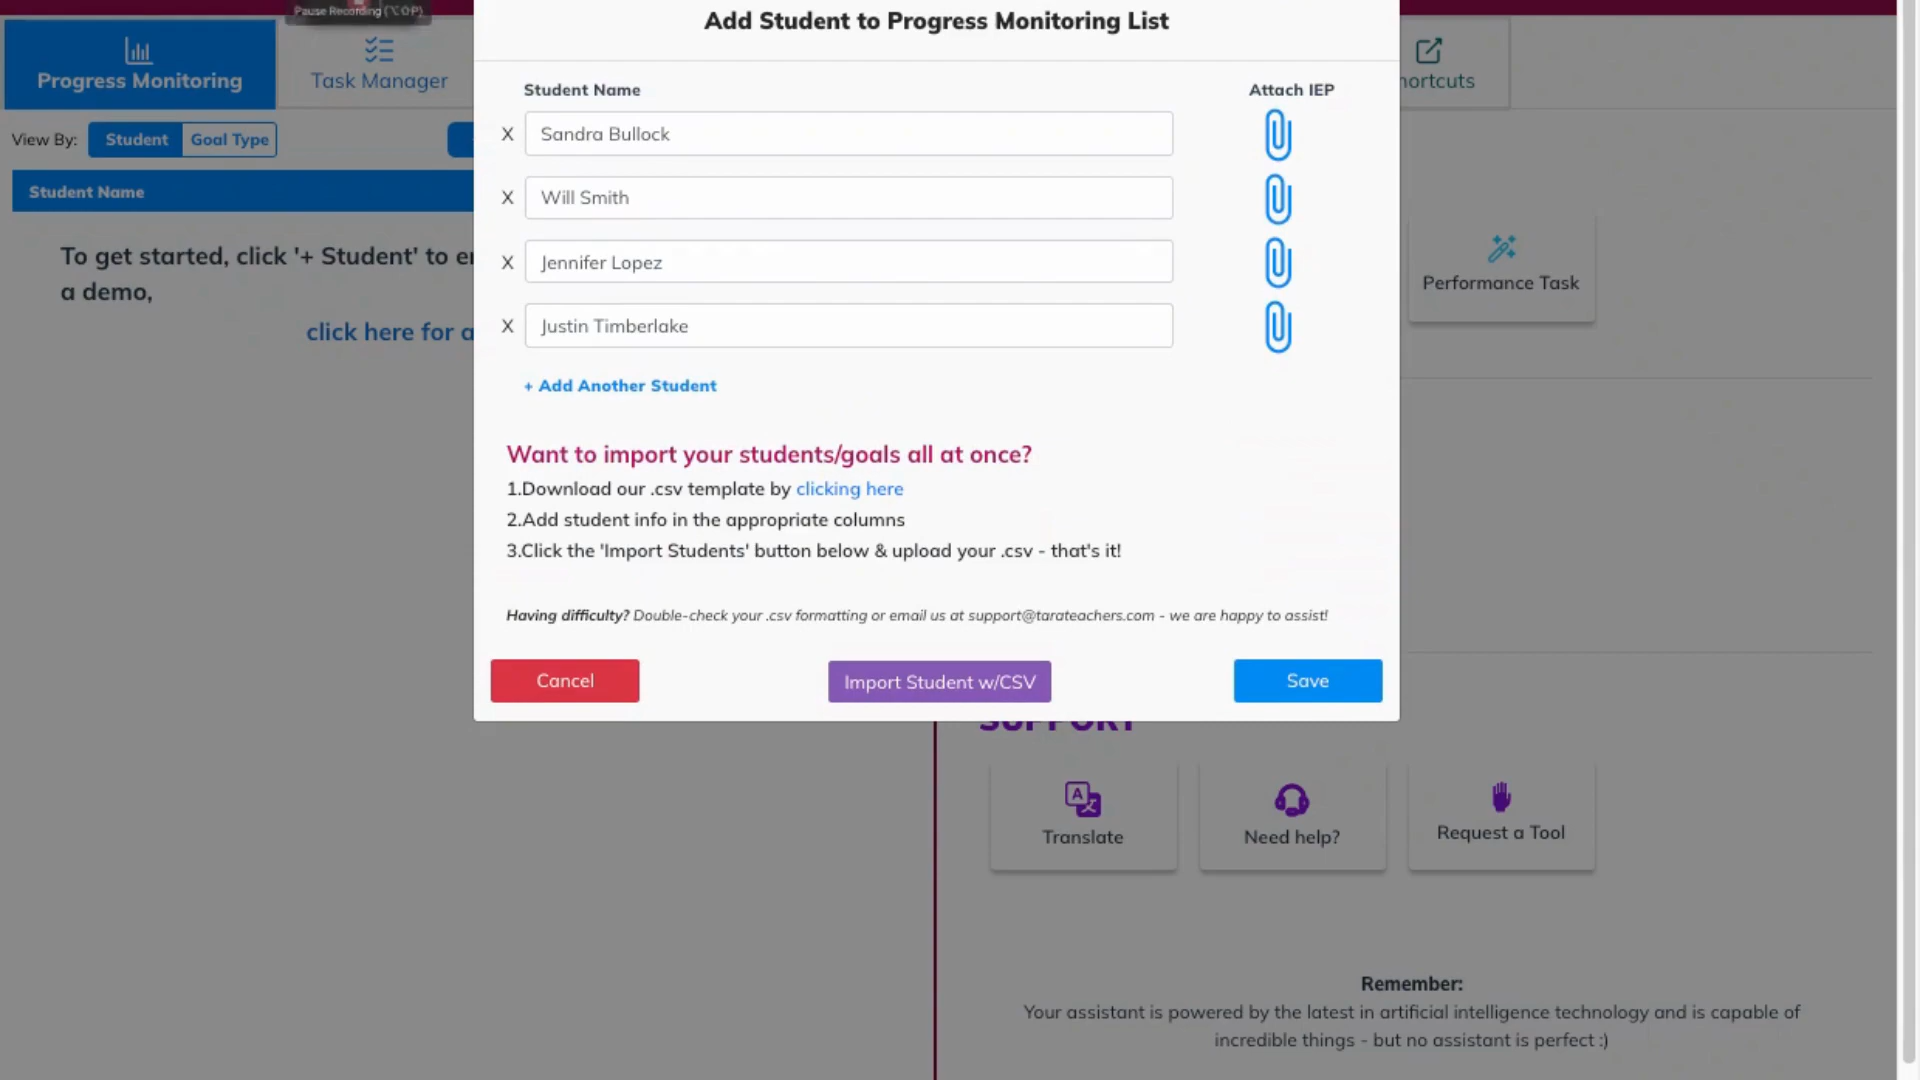 Pause Recording (⌥⌘P)
Add Student to Progress Monitoring List
Progress Monitoring
Task Manager
hortcuts
View By:
Student
Goal Type
Student Name
To get started, click '+ Student' to e
a demo,
click here for a
Student Name
Attach IEP
X
Sandra Bullock
X
Will Smith
X
Jennifer Lopez
X
Justin Timberlake
+ Add Another Student
Want to import your students/goals all at once?
1.Download our .csv template by clicking here
2.Add student info in the appropriate columns
3.Click the 'Import Students' button below & upload your .csv - that's it!
Having difficulty? Double-check your .csv formatting or email us at support@tarateachers.com - we are happy to assist!
Cancel
Import Student w/CSV
Save
Performance Task
SUPPORT
Translate
Need help?
Request a Tool
Remember:
Your assistant is powered by the latest in artificial intelligence technology and is capable of
incredible things - but no assistant is perfect :)